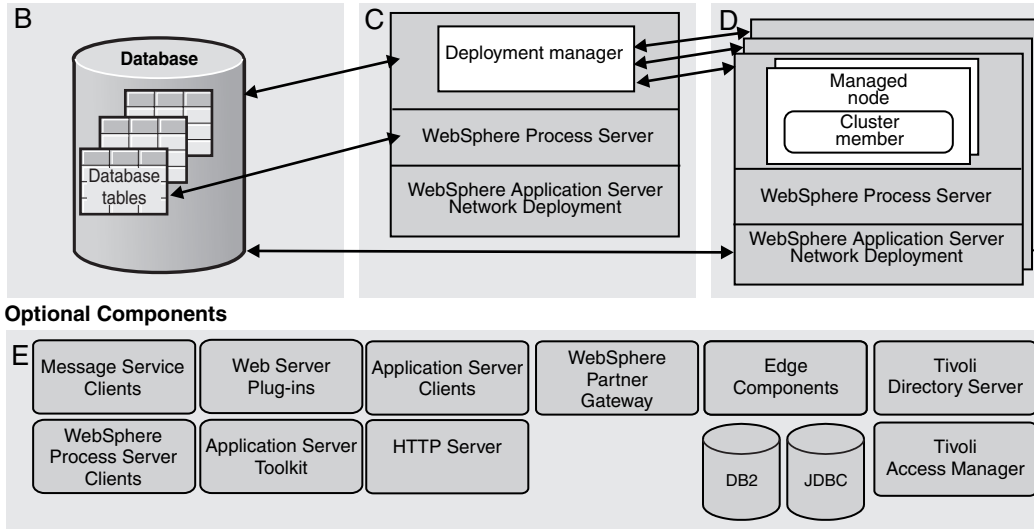 B
Database
Database
tables
C
Deployment manager
WebSphere Process Server
WebSphere Application Server
Network Deployment
D
Managed
node
Cluster
member
WebSphere Process Server
WebSphere Application Server
Network Deployment
Optional Components
E
Message Service
Clients
Web Server
Plug-ins
Application Server
Clients
WebSphere
Partner
Gateway
Edge
Components
Tivoli
Directory Server
WebSphere
Process Server
Clients
Application Server
Toolkit
HTTP Server
DB2
JDBC
Tivoli
Access Manager